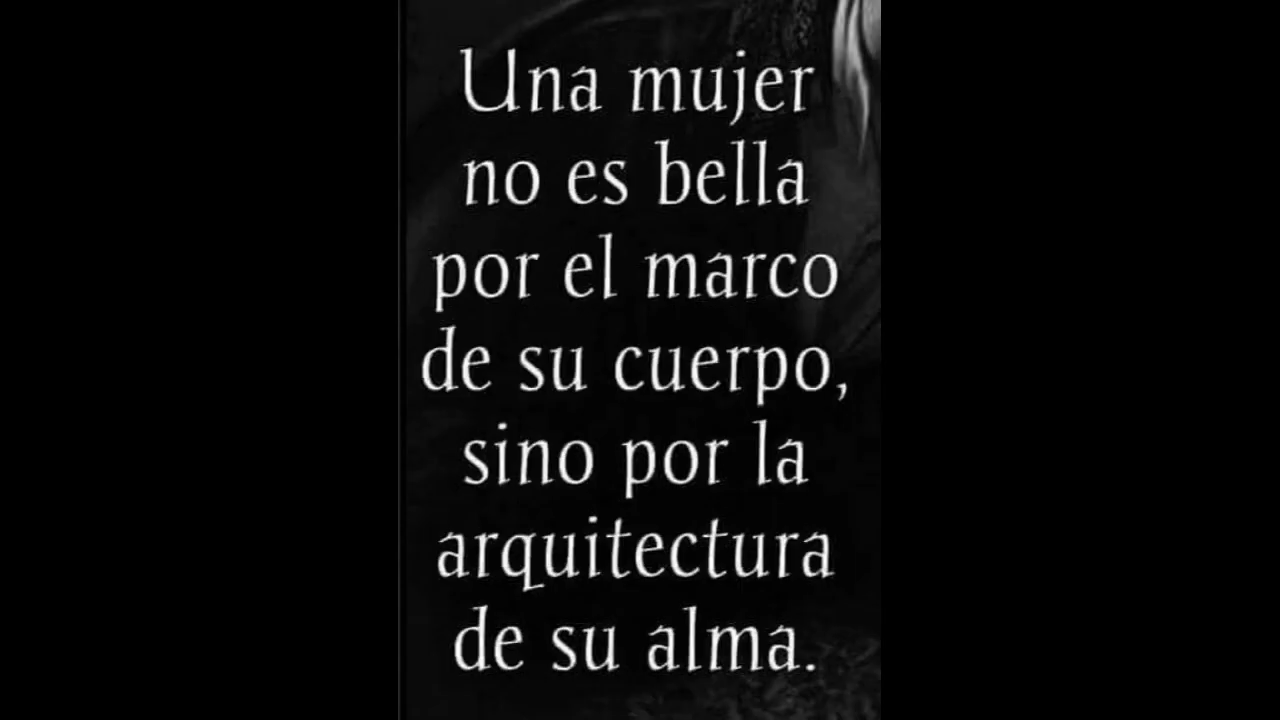 Una mujer
no es bella
por el marco
de su cuerpo,
sino por la
arquitectura
de su alma.